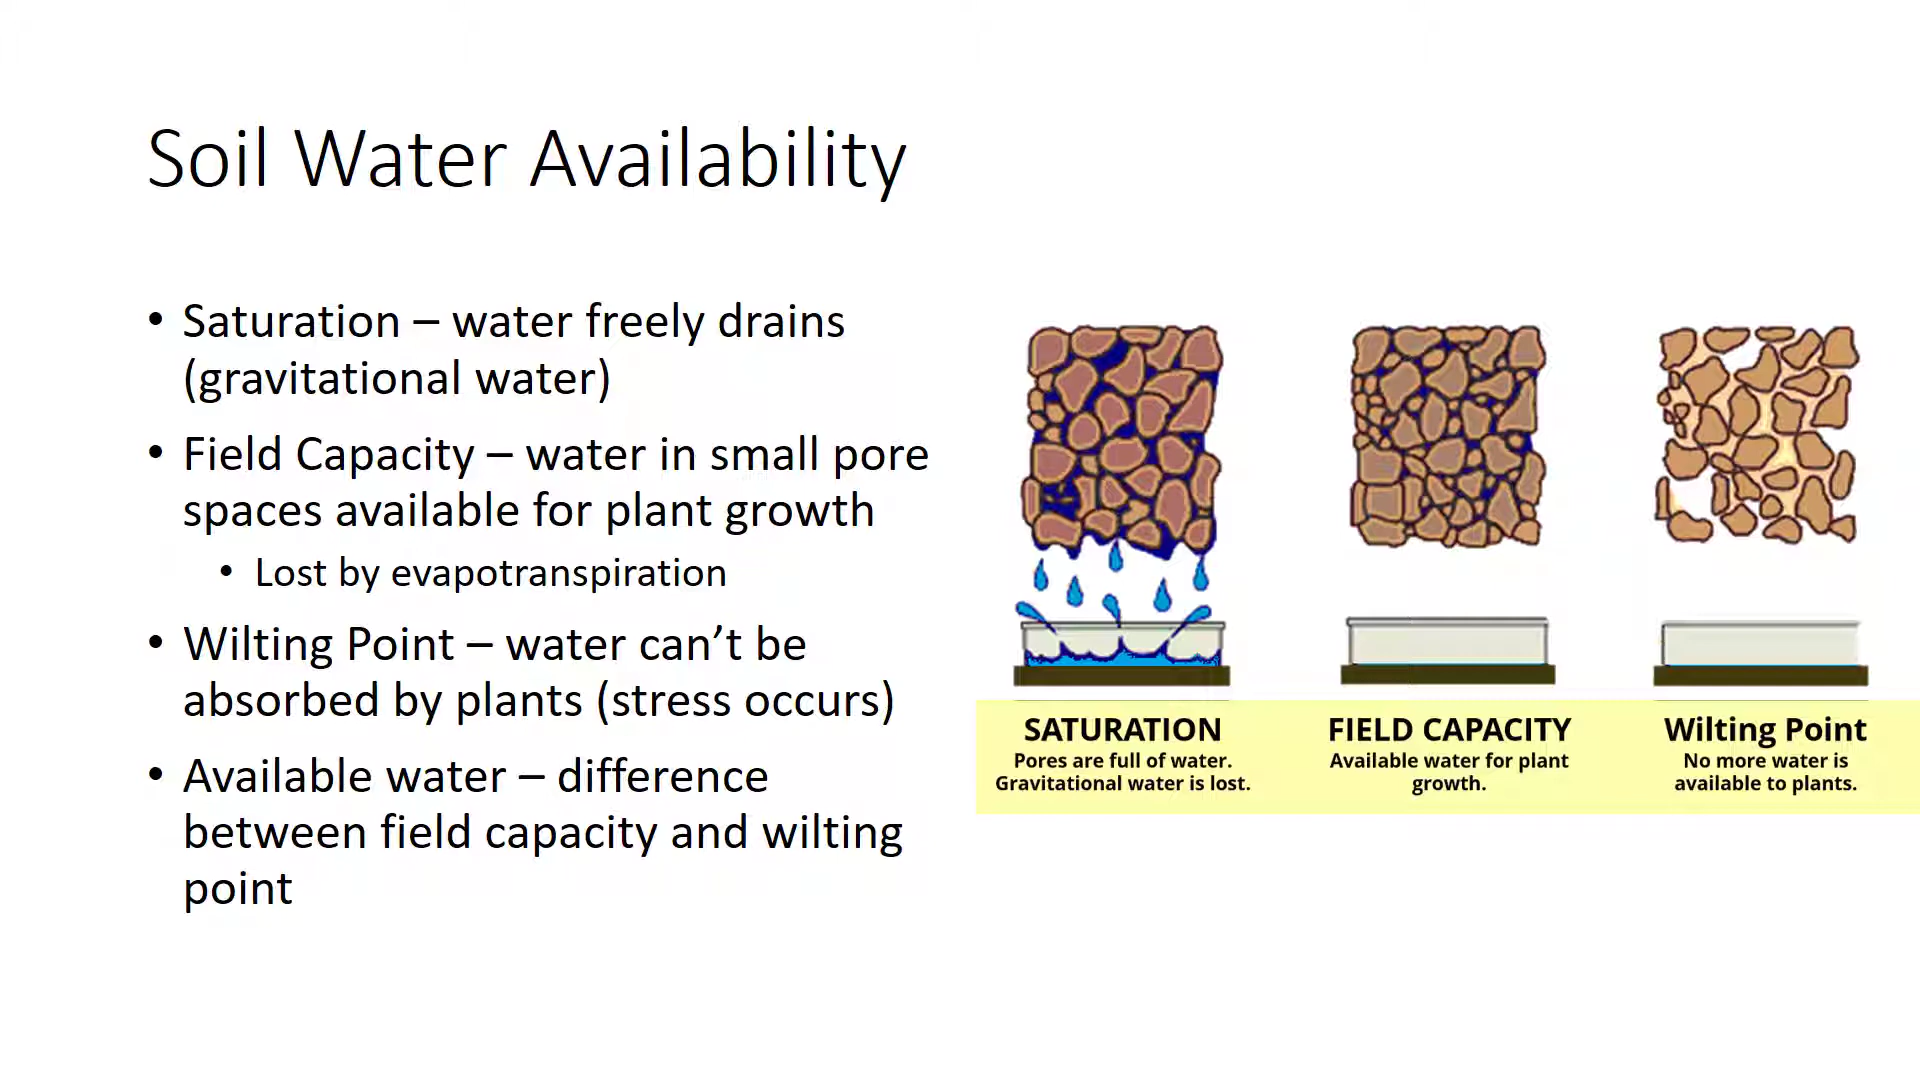 Soil Water Availability
• Saturation – water freely drains
(gravitational water)
• Field Capacity – water in small pore
spaces available for plant growth
• Lost by evapotranspiration
• Wilting Point – water can’t be
absorbed by plants (stress occurs)
• Available water – difference
between field capacity and wilting
point
SATURATION
Pores are full of water.
Gravitational water is lost.
FIELD CAPACITY
Available water for plant
growth.
Wilting Point
No more water is
available to plants.